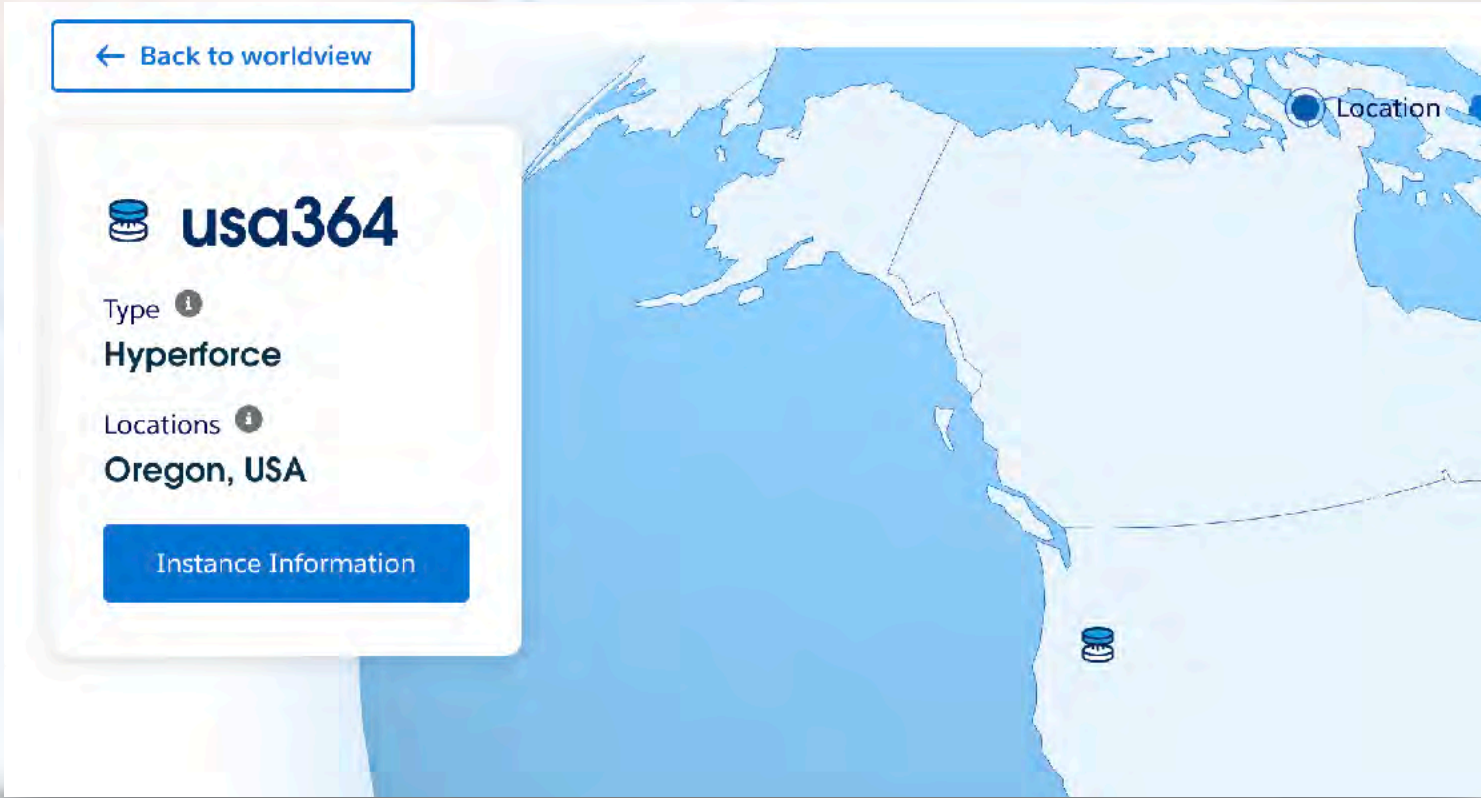 ← Back to worldview
Location
usa364
Type
Hyperforce
Locations
Oregon, USA
Instance Information